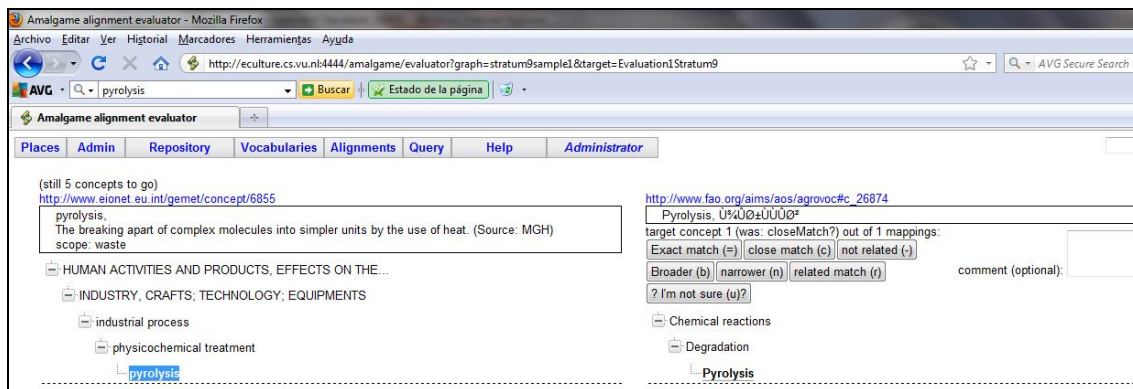 Amalgame alignment evaluator - Mozilla Firefox
Archivo Editar Ver Historial Marcadores Herramientas Ayuda
http://eculture.cs.vu.nl:4444/amalgame/evaluator?graph=stratum9sample1&target=Evaluation1Stratum9
AVG Secure Search
AVG pyrolysis Buscar Estado de la página
Amalgame alignment evaluator
Places Admin Repository Vocabularies Alignments Query Help Administrator
(still 5 concepts to go)
http://www.eionet.eu.int/gemet/concept/6855
pyrolysis,
The breaking apart of complex molecules into simpler units by the use of heat. (Source: MGH)
scope: waste
HUMAN ACTIVITIES AND PRODUCTS, EFFECTS ON THE...
INDUSTRY, CRAFTS; TECHNOLOGY; EQUIPMENTS
industrial process
physicochemical treatment
pyrolysis
http://www.fao.org/aims/aos/agrovoc#c_26874
Pyrolysis,
target concept 1 (was: closeMatch?) out of 1 mappings:
Exact match (=) close match (c) not related (-)
Broader (b) narrower (n) related match (r)
comment (optional):
? I'm not sure (u)?
Chemical reactions
Degradation
Pyrolysis